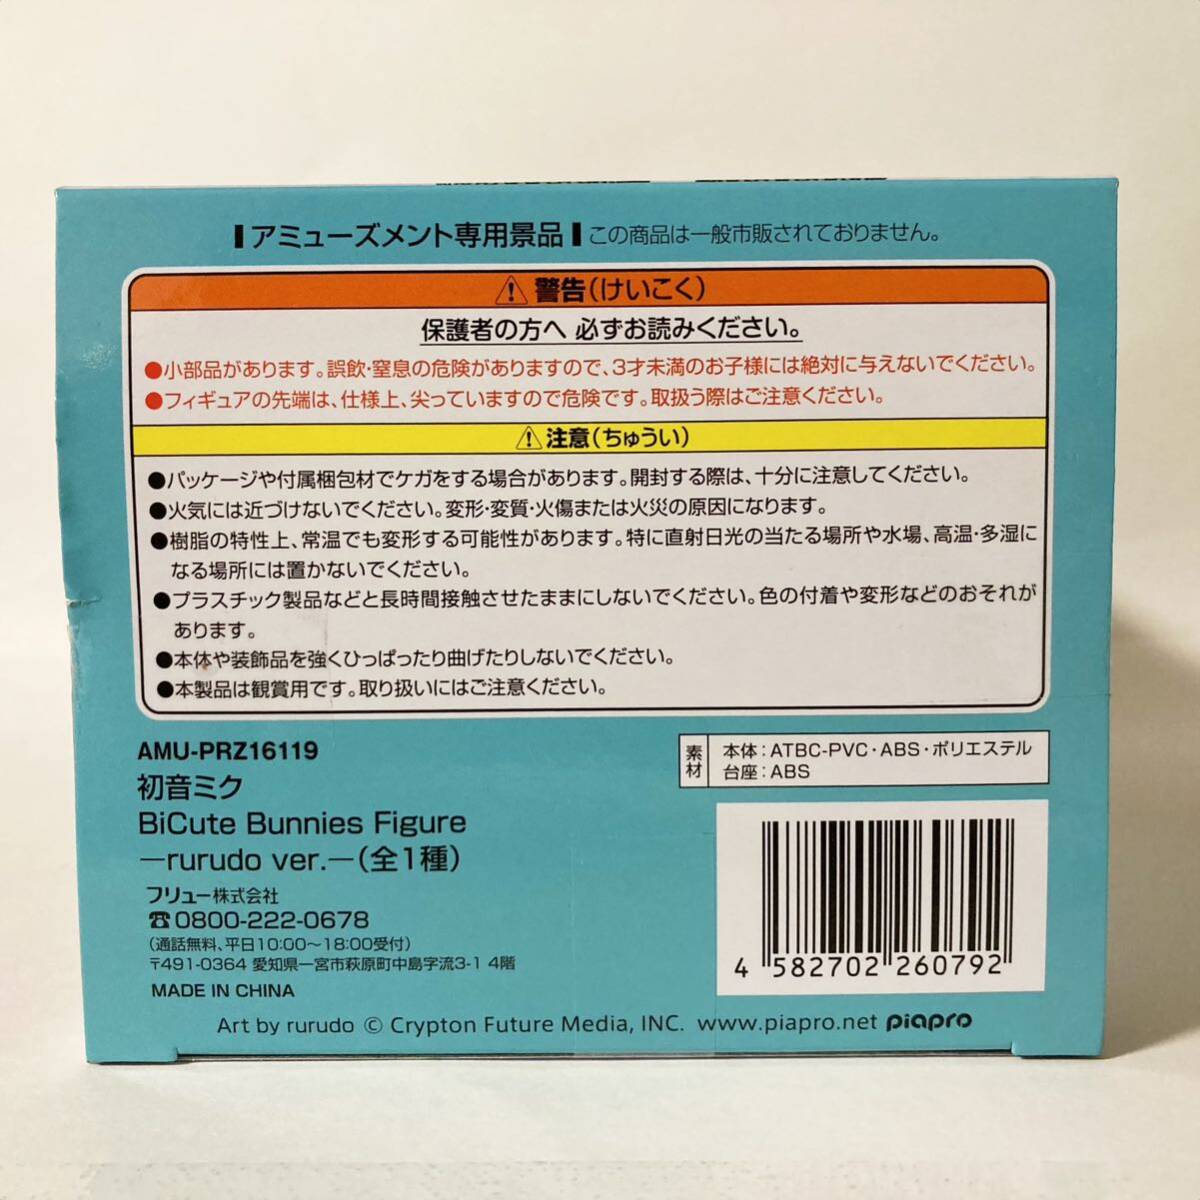 アミューズメント専用景品 この商品は一般市販されておりません。
警告（けいこく）
保護者の方へ 必ずお読みください。
●小部品があります。誤飲・窒息の危険がありますので、3才未満のお子様には絶対に与えないでください。
●フィギュアの先端は、仕様上、尖っていますので危険です。取扱う際はご注意ください。
注意（ちゅうい）
●パッケージや付属梱包材でケガをする場合があります。開封する際は、十分に注意してください。
●火気には近づけないでください。変形・変質・火傷または火災の原因になります。
●樹脂の特性上、常温でも変形する可能性があります。特に直射日光の当たる場所や水場、高温・多湿に
なる場所には置かないでください。
●プラスチック製品などと長時間接触させたままにしないでください。色の付着や変形などのおそれが
あります。
●本体や装飾品を強くひっぱったり曲げたりしないでください。
●本製品は観賞用です。取り扱いにはご注意ください。
AMU-PRZ16119
初音ミク
BiCute Bunnies Figure
―rurudo ver.―（全1種）
フリュー株式会社
☎0800-222-0678
（通話無料、平日10:00～18:00受付）
〒491-0364 愛知県一宮市萩原町中島字流3-1 4階
MADE IN CHINA
素材
本体：ATBC-PVC・ABS・ポリエステル
台座：ABS
4 582702 260792
Art by rurudo © Crypton Future Media, INC. www.piapro.net piapro